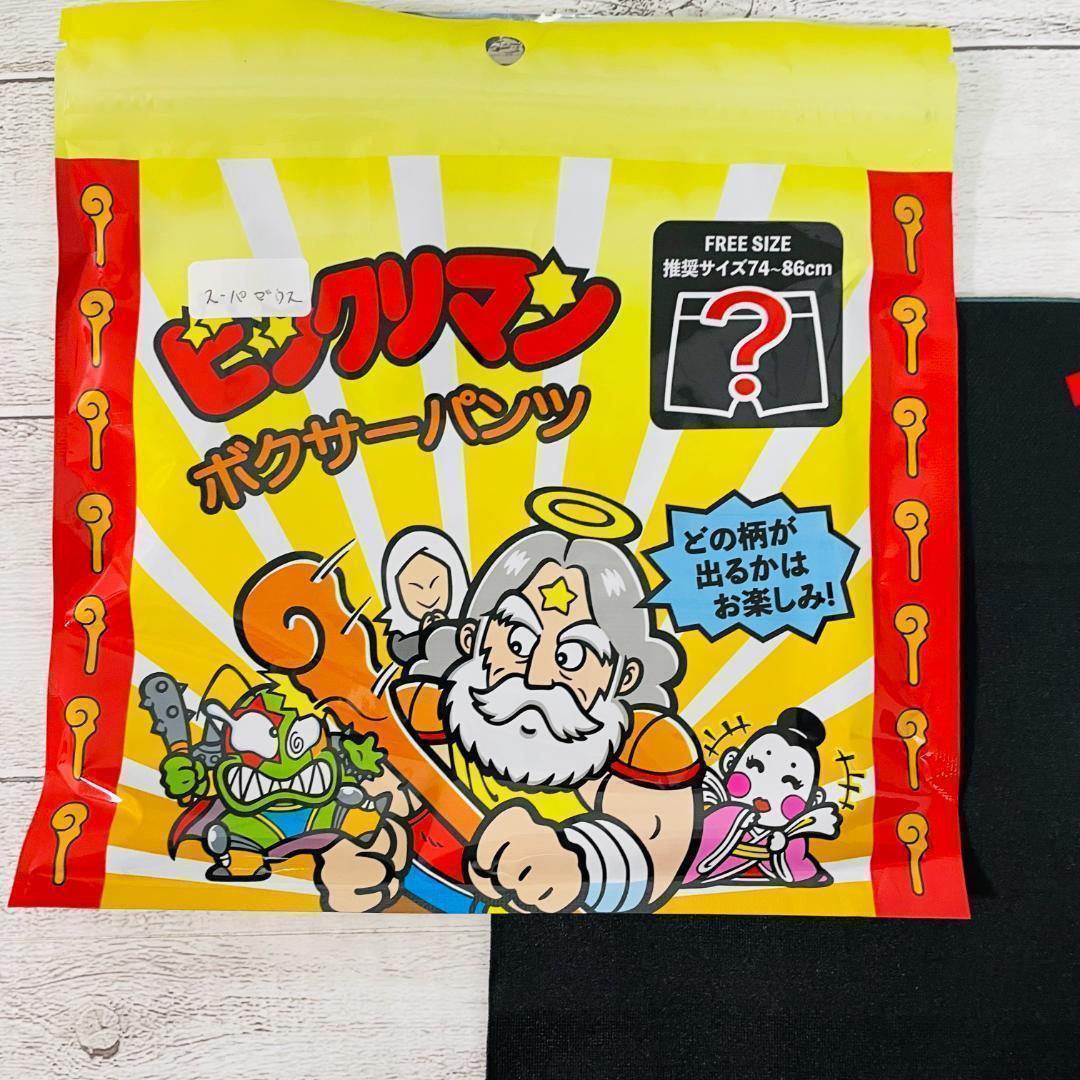 FREE SIZE
推奨サイズ74~86cm
?
スーパーゼウス
ビックリマン
ボクサーパンツ
どの柄が
出るかは
お楽しみ!